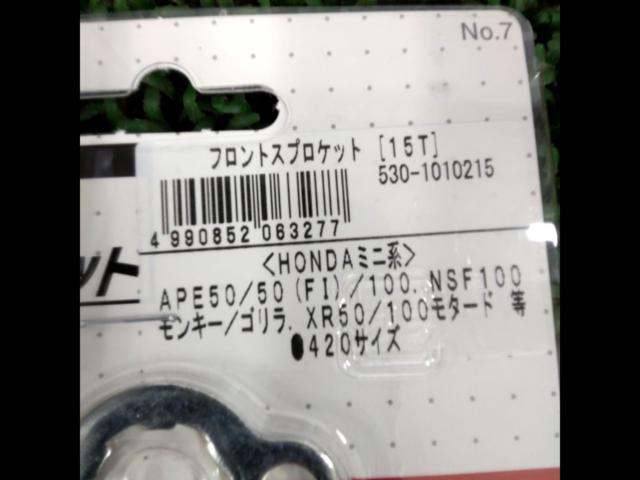 No.7
フロントスプロケット [15T]
530-1010215
4 990852 063277
ット
<HONDAミニ系>
APE50/50(FI)/100. NSF100
モンキー/ゴリラ. XR50/100モタード 等
●420サイズ